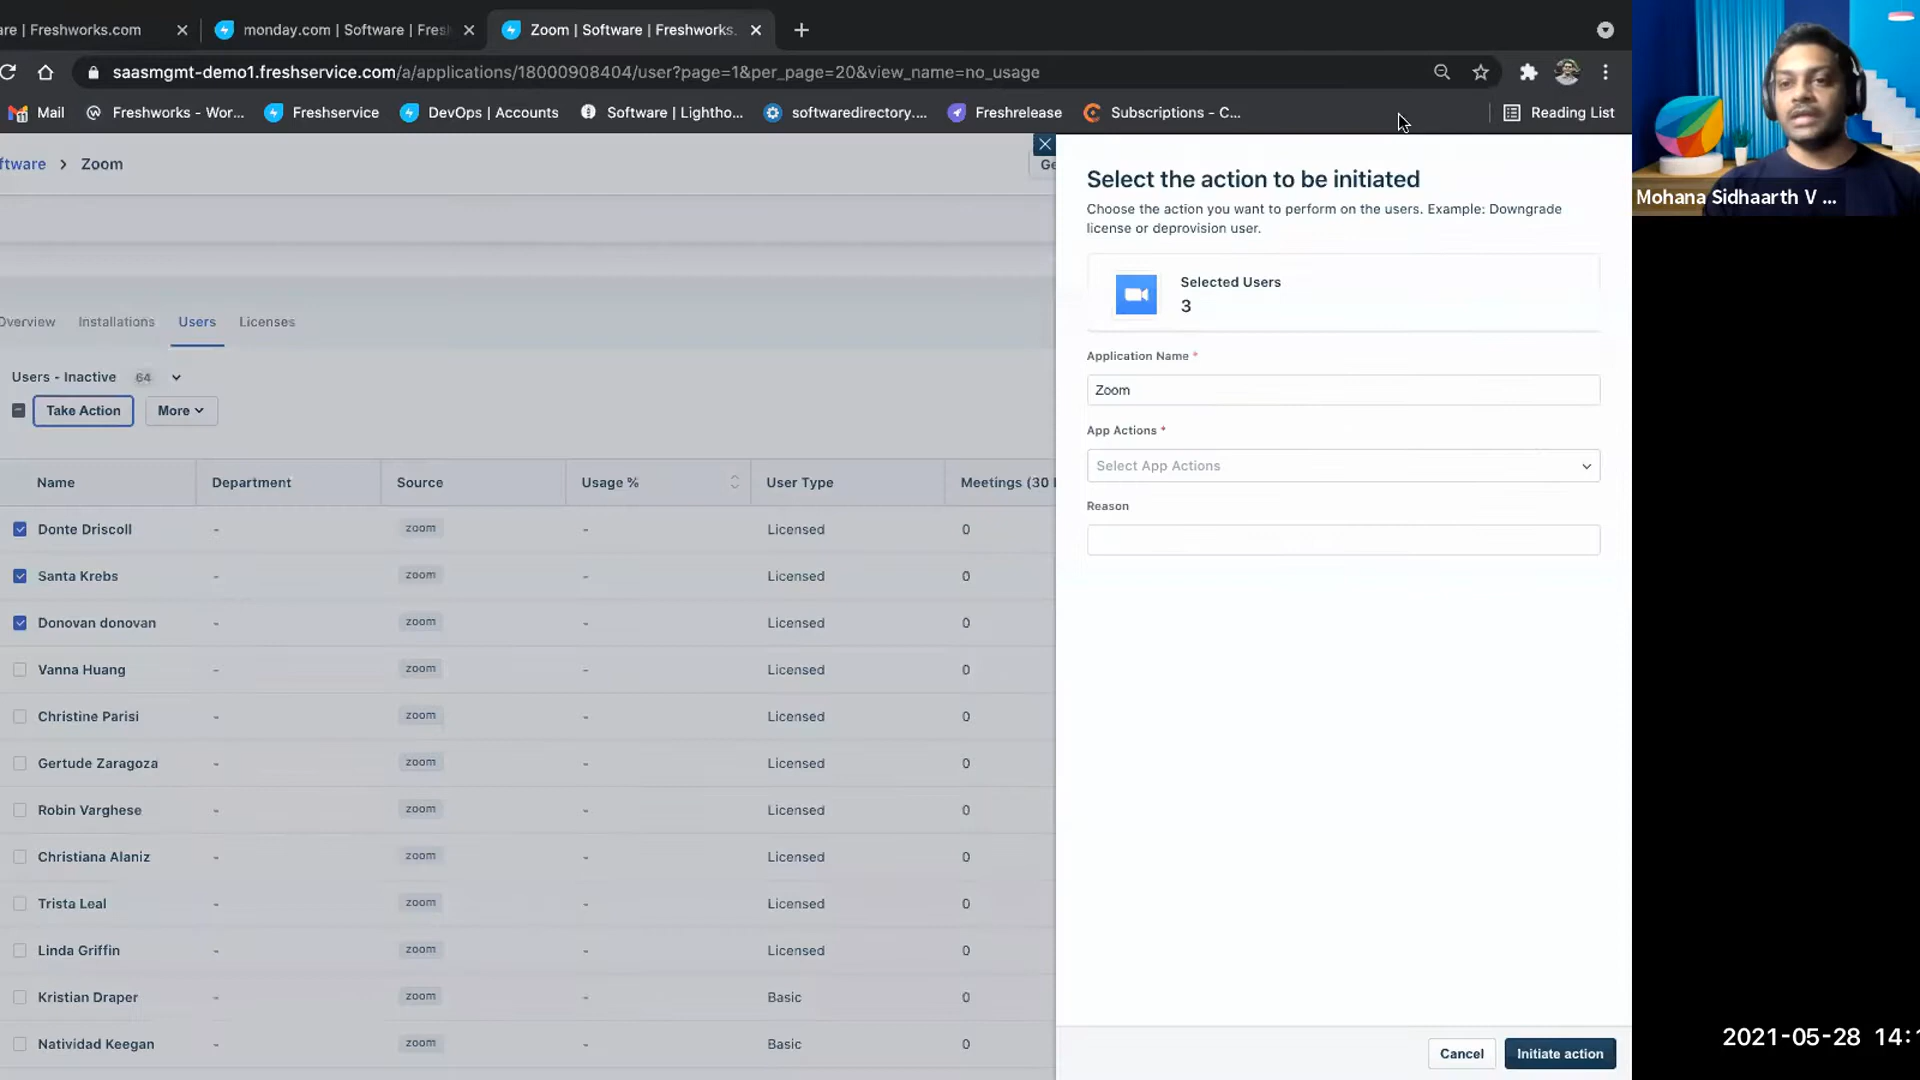 are | Freshworks.com
monday.com | Software | Fres
Zoom | Software | Freshworks.
saasmgmt-demo1.freshservice.com/a/applications/18000908404/user?page=1&per_page=20&view_name=no_usage
Mail
Freshworks - Wor...
Freshservice
DevOps | Accounts
Software | Lightho...
softwaredirectory....
Freshrelease
Subscriptions - C...
Reading List
ftware > Zoom
Ge
Overview
Installations
Users
Licenses
Users - Inactive 64
Take Action
More
Name Department Source Usage % User Type Meetings (30
Donte Driscoll - zoom - Licensed 0
Santa Krebs - zoom - Licensed 0
Donovan donovan - zoom - Licensed 0
Vanna Huang - zoom - Licensed 0
Christine Parisi - zoom - Licensed 0
Gertude Zaragoza - zoom - Licensed 0
Robin Varghese - zoom - Licensed 0
Christiana Alaniz - zoom - Licensed 0
Trista Leal - zoom - Licensed 0
Linda Griffin - zoom - Licensed 0
Kristian Draper - zoom - Basic 0
Natividad Keegan - zoom - Basic 0
Select the action to be initiated
Choose the action you want to perform on the users. Example: Downgrade
license or deprovision user.
Selected Users
3
Application Name *
Zoom
App Actions *
Select App Actions
Reason
Cancel
Initiate action
Mohana Sidhaarth V ...
2021-05-28 14: